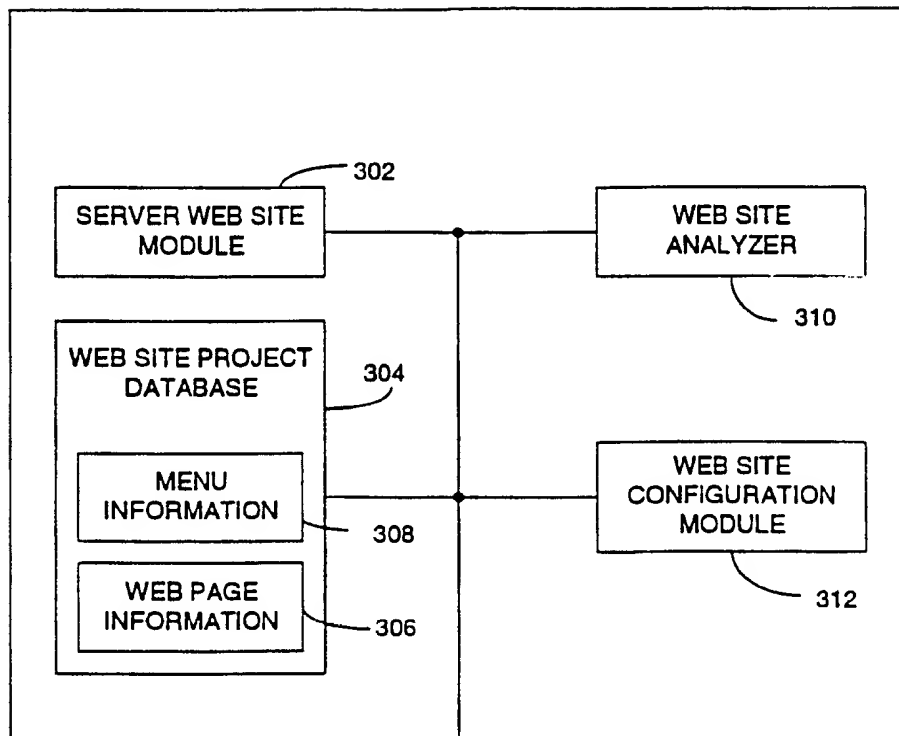 302
SERVER WEB SITE
MODULE
WEB SITE
ANALYZER
310
WEB SITE PROJECT
DATABASE
304
MENU
INFORMATION
308
WEB PAGE
INFORMATION
306
WEB SITE
CONFIGURATION
MODULE
312